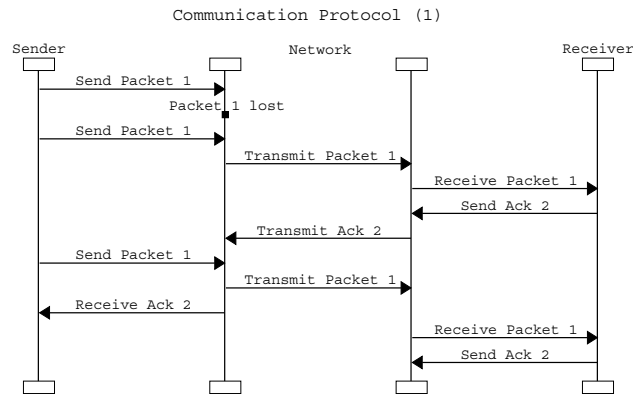 Communication Protocol (1)
Sender Network Receiver
Send Packet 1
Packet 1 lost
Send Packet 1
Transmit Packet 1
Receive Packet 1
Send Ack 2
Transmit Ack 2
Send Packet 1
Transmit Packet 1
Receive Ack 2
Receive Packet 1
Send Ack 2